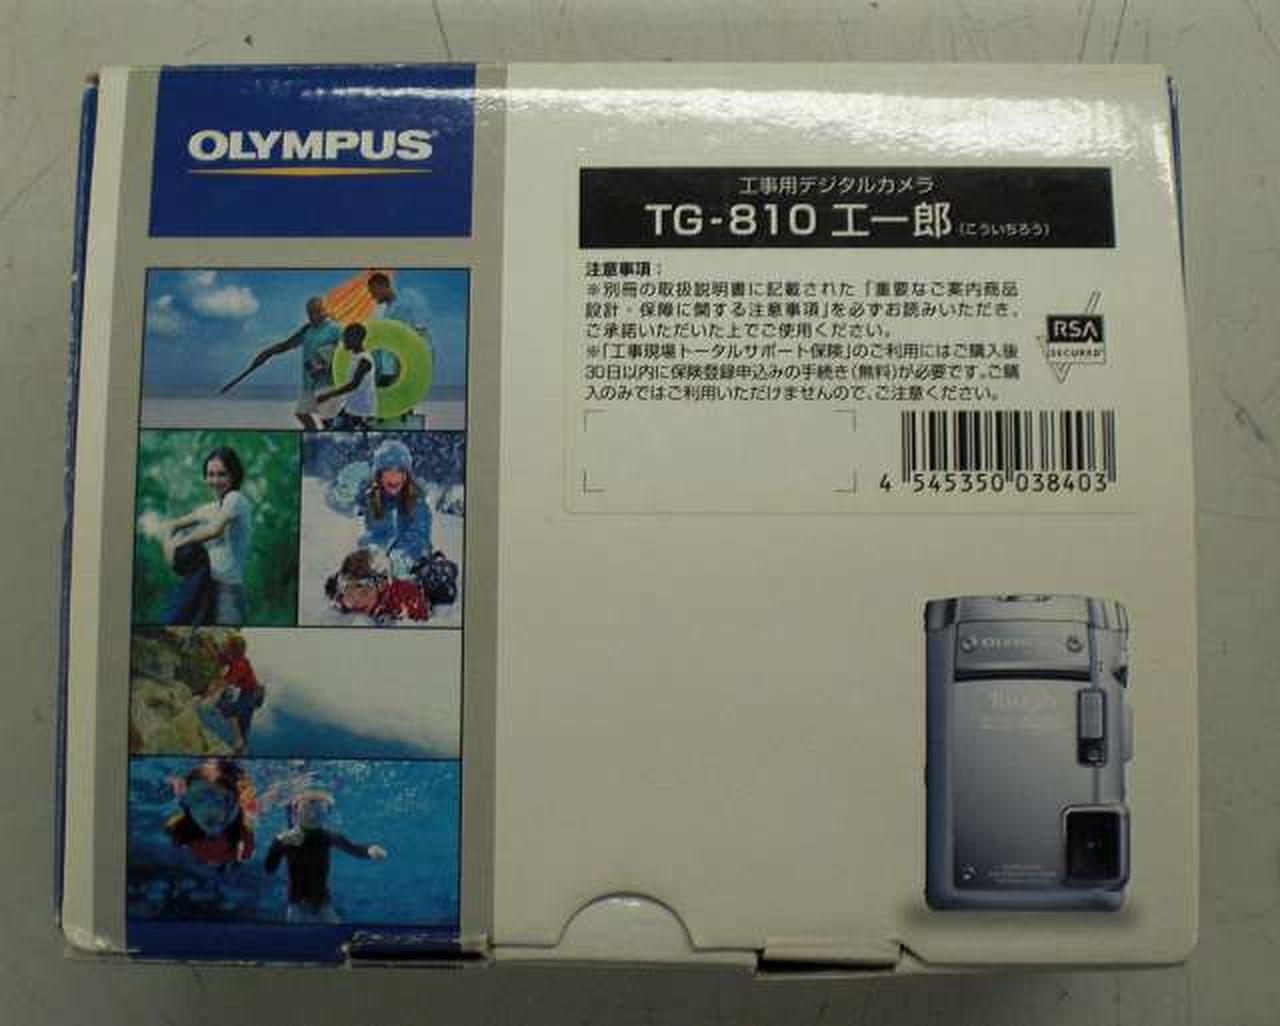 OLYMPUS
工事用デジタルカメラ
TG-810 工一郎 (こういちろう)
注意事項:
※別冊の取扱説明書に記載された「重要なご案内商品
設計・保障に関する注意事項」を必ずお読みいただき、
ご承諾いただいた上でご使用ください。
※「工事現場トータルサポート保険」のご利用にはご購入後
30日以内に保険登録申込みの手続き(無料)が必要です。ご購
入のみではご利用いただけませんので、ご注意ください。
RSA
SECURED
4 545350 038403